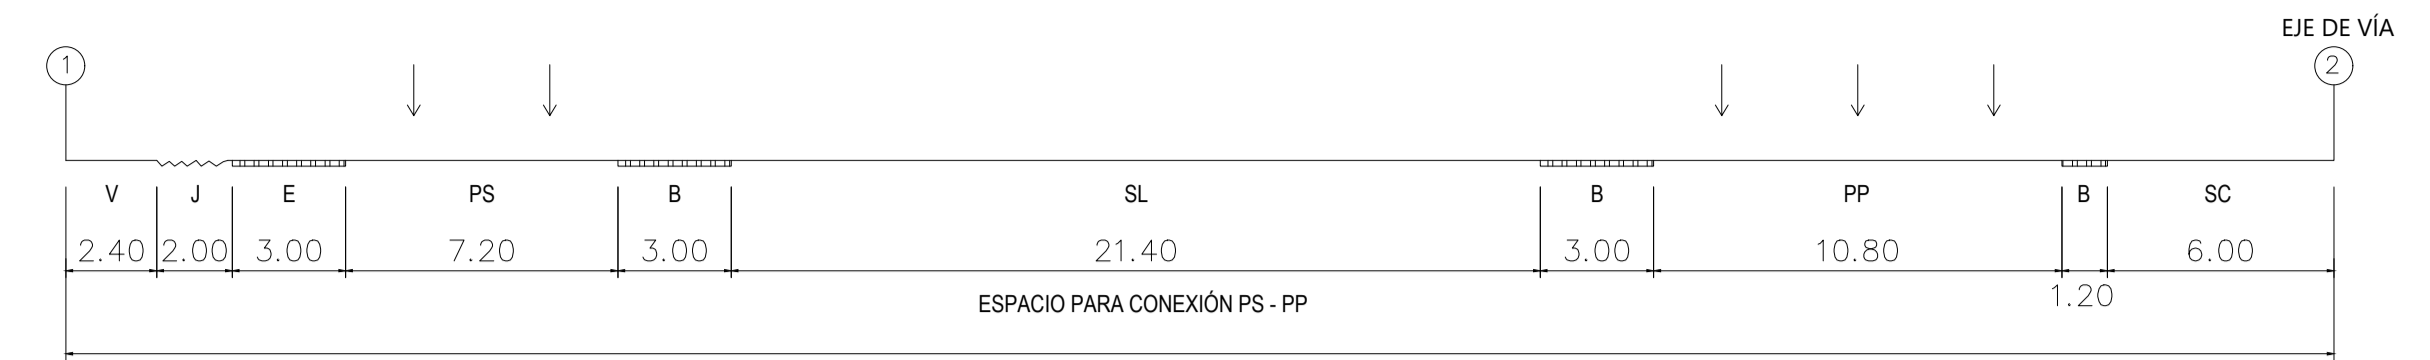 EJE DE VÍA
1 2
V J E PS B SL B PP B SC
2.40 2.00 3.00 7.20 3.00 21.40 3.00 10.80 6.00
1.20
ESPACIO PARA CONEXIÓN PS - PP